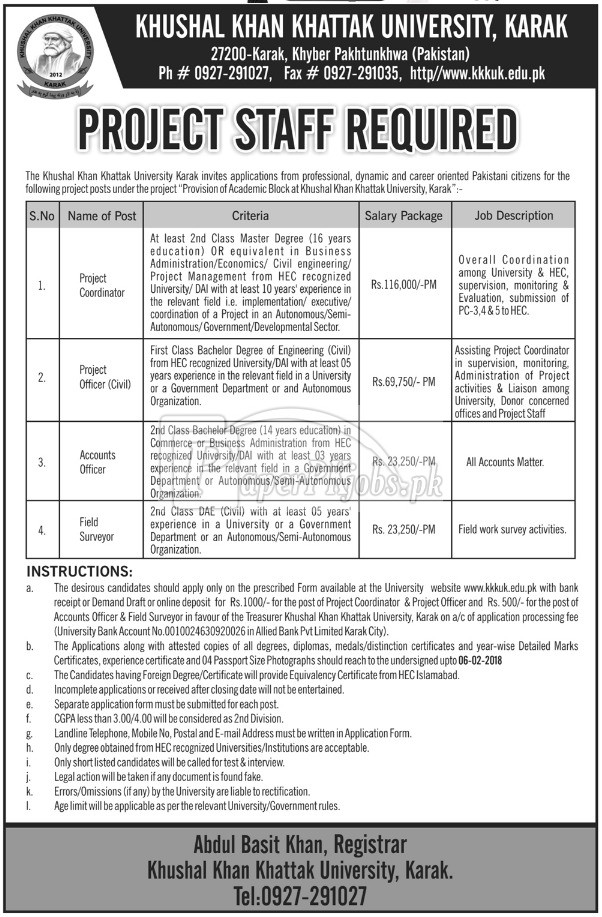 KHUSHAL KHAN KHATTAK UNIVERSITY
2012
KARAK
KHUSHAL KHAN KHATTAK UNIVERSITY, KARAK
27200-Karak, Khyber Pakhtunkhwa (Pakistan)
Ph # 0927-291027, Fax # 0927-291035, http//www.kkkuk.edu.pk
PROJECT STAFF REQUIRED
The Khushal Khan Khattak University Karak invites applications from professional, dynamic and career oriented Pakistani citizens for the
following project posts under the project "Provision of Academic Block at Khushal Khan Khattak University, Karak":-
S.No Name of Post Criteria Salary Package Job Description
1.
Project
Coordinator
At least 2nd Class Master Degree (16 years
education) OR equivalent in Business
Administration/Economics/ Civil engineering/
Project Management from HEC recognized
University/ DAI with at least 10 years' experience in
the relevant field i.e. implementation/ executive/
coordination of a Project in an Autonomous/Semi-
Autonomous/ Government/Developmental Sector.
Rs.116,000/-PM
Overall Coordination
among University & HEC,
supervision, monitoring &
Evaluation, submission of
PC-3,4 & 5 to HEC.
2.
Project
Officer (Civil)
First Class Bachelor Degree of Engineering (Civil)
from HEC recognized University/DAI with at least 05
years experience in the relevant field in a University
or a Government Department or and Autonomous
Organization.
Rs.69,750/- PM
Assisting Project Coordinator
in supervision, monitoring,
Administration of Project
activities & Liaison among
University, Donor concerned
offices and Project Staff
3.
Accounts
Officer
2nd Class Bachelor Degree (14 years education) in
Commerce or Business Administration from HEC
recognized University/DAI with at least 03 years
experience in the relevant field in a Government
Department or Autonomous/Semi-Autonomous
Organization.
Rs. 23,250/-PM
All Accounts Matter.
PaperPkjobs.pk
4.
Field
Surveyor
2nd Class DAE (Civil) with at least 05 years'
experience in a University or a Government
Department or an Autonomous/Semi-Autonomous
Organization.
Rs. 23,250/-PM
Field work survey activities.
INSTRUCTIONS:
a. The desirous candidates should apply only on the prescribed Form available at the University website www.kkkuk.edu.pk with bank
receipt or Demand Draft or online deposit for Rs.1000/- for the post of Project Coordinator & Project Officer and Rs. 500/- for the post of
Accounts Officer & Field Surveyor in favour of the Treasurer Khushal Khan Khattak University, Karak on a/c of application processing fee
(University Bank Account No.0010024630920026 in Allied Bank Pvt Limited Karak City).
b. The Applications along with attested copies of all degrees, diplomas, medals/distinction certificates and year-wise Detailed Marks
Certificates, experience certificate and 04 Passport Size Photographs should reach to the undersigned upto 06-02-2018
c. The Candidates having Foreign Degree/Certificate will provide Equivalency Certificate from HEC Islamabad.
d. Incomplete applications or received after closing date will not be entertained.
e. Separate application form must be submitted for each post.
f. CGPA less than 3.00/4.00 will be considered as 2nd Division.
g. Landline Telephone, Mobile No, Postal and E-mail Address must be written in Application Form.
h. Only degree obtained from HEC recognized Universities/Institutions are acceptable.
i. Only short listed candidates will be called for test & interview.
j. Legal action will be taken if any document is found fake.
k. Errors/Omissions (if any) by the University are liable to rectification.
l. Age limit will be applicable as per the relevant University/Government rules.
Abdul Basit Khan, Registrar
Khushal Khan Khattak University, Karak.
Tel:0927-291027